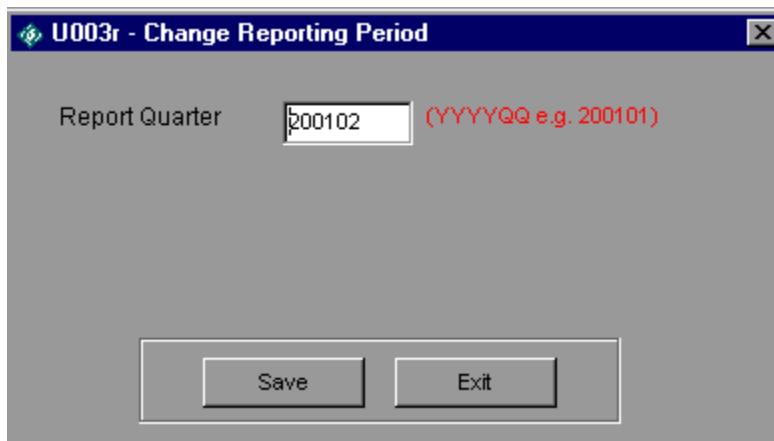 U003r - Change Reporting Period
Report Quarter 200102 (YYYYQQ e.g. 200101)
Save Exit